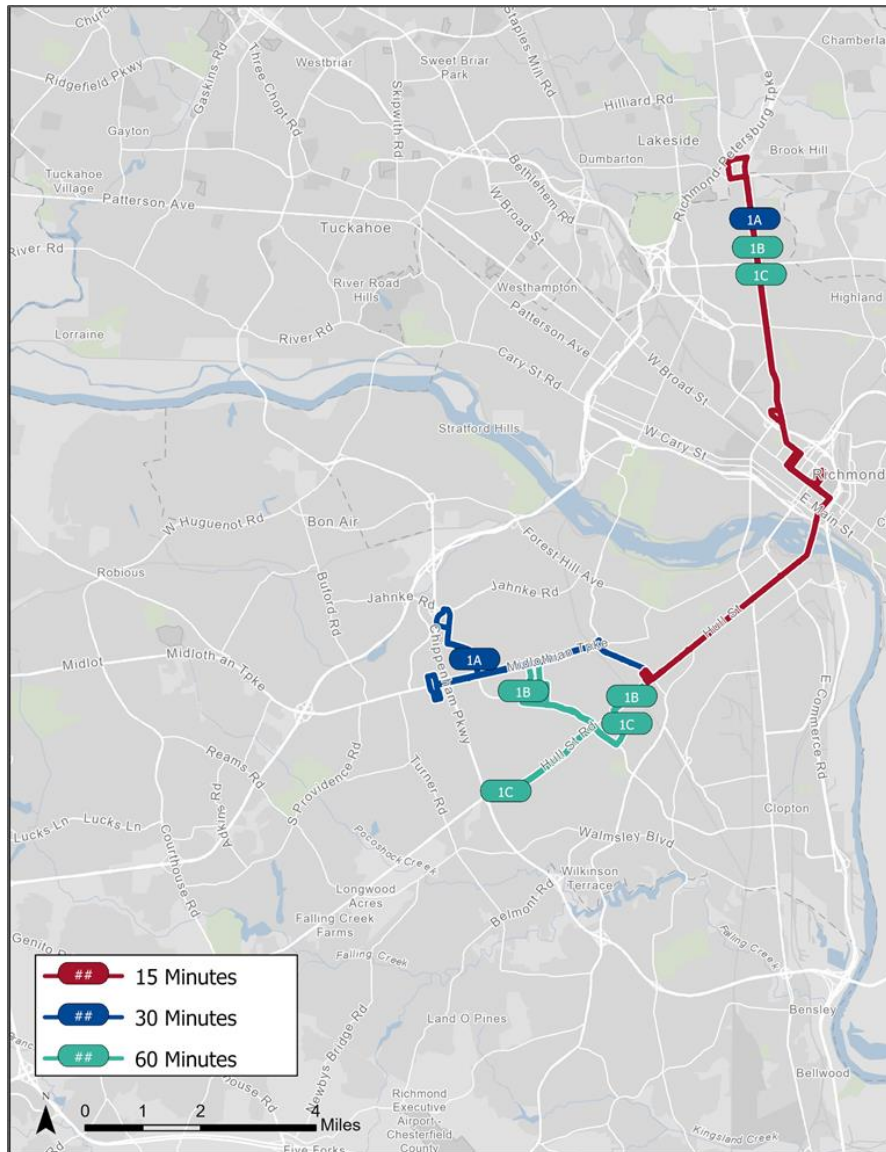 Church
Staples Mill Rd
Chamberla
Westbriar
Sweet Briar
Park
Ridgefield Pkwy
Gaskins Rd
Three Chopt Rd
Skipwith Rd
Hilliard Rd
Richmond-Petersburg Tpke
Gayton
Lakeside
Dumbarton
Brook Hill
Bethlehem Rd
Tuckahoe
Village
Patterson Ave
W Broad St
Tuckahoe
1A
River Rd
1B
River Road
Hills
1C
Westhampton
Highland
Lorraine
River Rd
Patterson Ave
Cary St Rd
W Broad St
Stratford Hills
W Cary St
Richmond
E Main St
W Huguenot Rd
Bon Air
Forest Hill Ave
Robious
Buford Rd
Jahnke Rd
Jahnke Rd
Hull St
Chippenham Pkwy
1A
Midlothian Tpke
Midlot
Midloth an Tpke
1B
1B
1C
E Commerce Rd
Hull St Rd
Reams Rd
S Providence Rd
Turner Rd
1C
Adkins Rd
Clopton
Lucks Ln
Lucks Ln
Courthouse Rd
Pocoshock Creek
Walmsley Blvd
Wilkinson
Terrace
Longwood
Acres
Belmont Rd
Falling Creek
Farms
Genito R
Falling Creek
Falling Creek
## 15 Minutes
## 30 Minutes
## 60 Minutes
Land O Pines
Newbys Bridge Rd
Bensley
Bellwood
house Rd
N
0 1 2 4
Miles
Richmond
Executive
Airport -
Chesterfield
County
Five Forks
Kingsland Creek